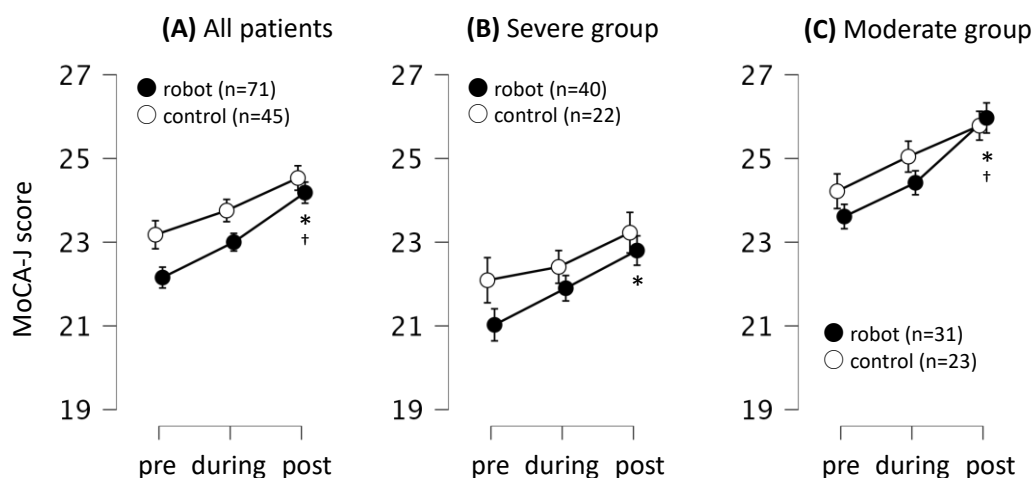 (A) All patients
(B) Severe group
(C) Moderate group
MoCA-J score
27
25
23
21
19
robot (n=71)
control (n=45)
*
†
pre during post
27
25
23
21
19
robot (n=40)
control (n=22)
*
pre during post
27
25
23
21
19
*
†
robot (n=31)
control (n=23)
pre during post